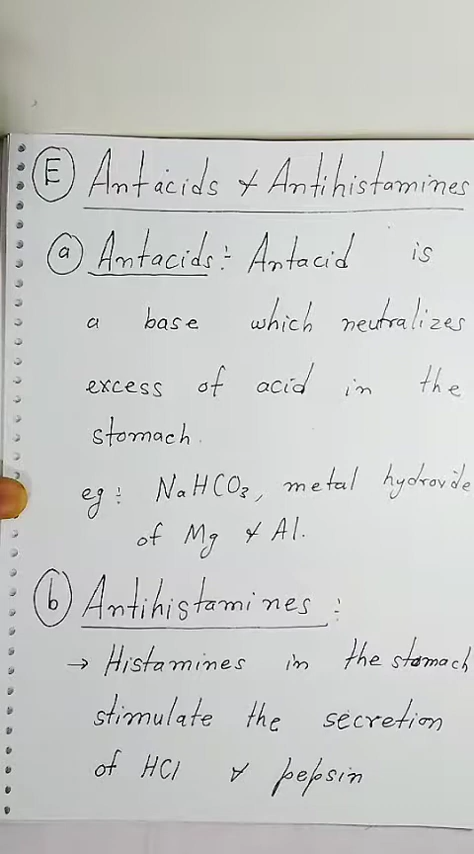 Ⓔ Antacids & Antihistamines
ⓐ Antacids:- Antacid is
a base which neutralizes
excess of acid in the
stomach.
eg: NaHCO₃, metal hydroxide
of Mg & Al.
ⓑ Antihistamines:
→ Histamines in the stomach
stimulate the secretion
of HCl & pepsin